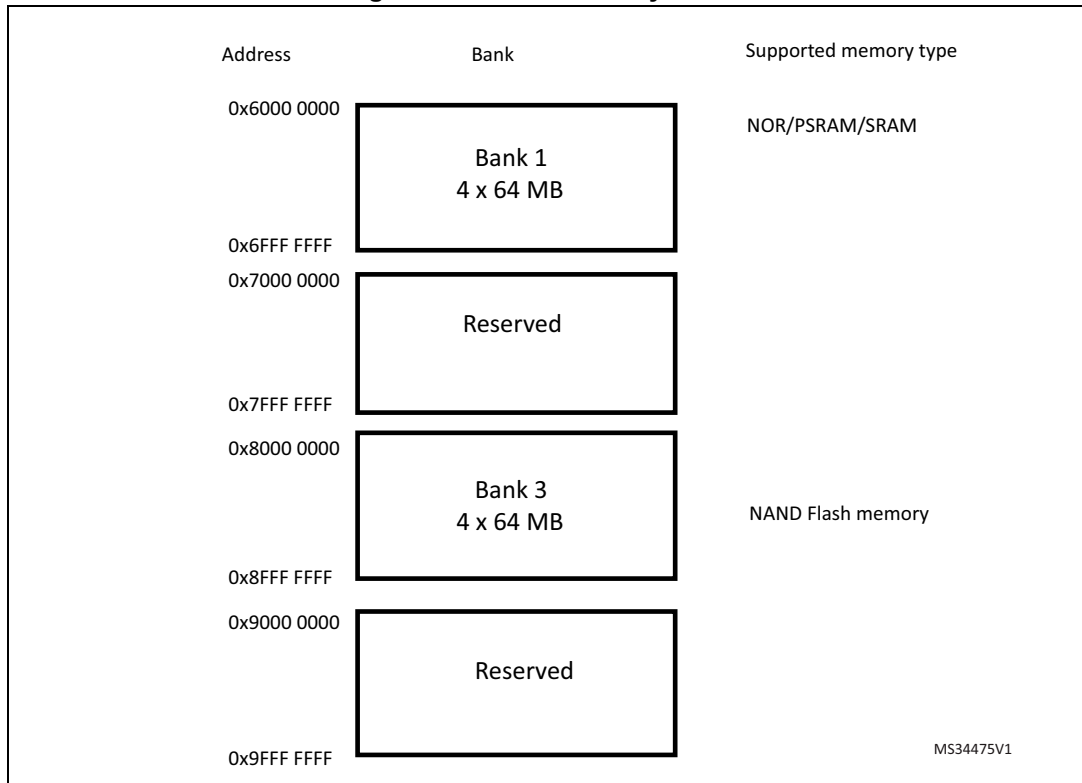 Address Bank Supported memory type
0x6000 0000
NOR/PSRAM/SRAM
Bank 1
4 x 64 MB
0x6FFF FFFF
0x7000 0000
Reserved
0x7FFF FFFF
0x8000 0000
Bank 3
4 x 64 MB
NAND Flash memory
0x8FFF FFFF
0x9000 0000
Reserved
0x9FFF FFFF
MS34475V1